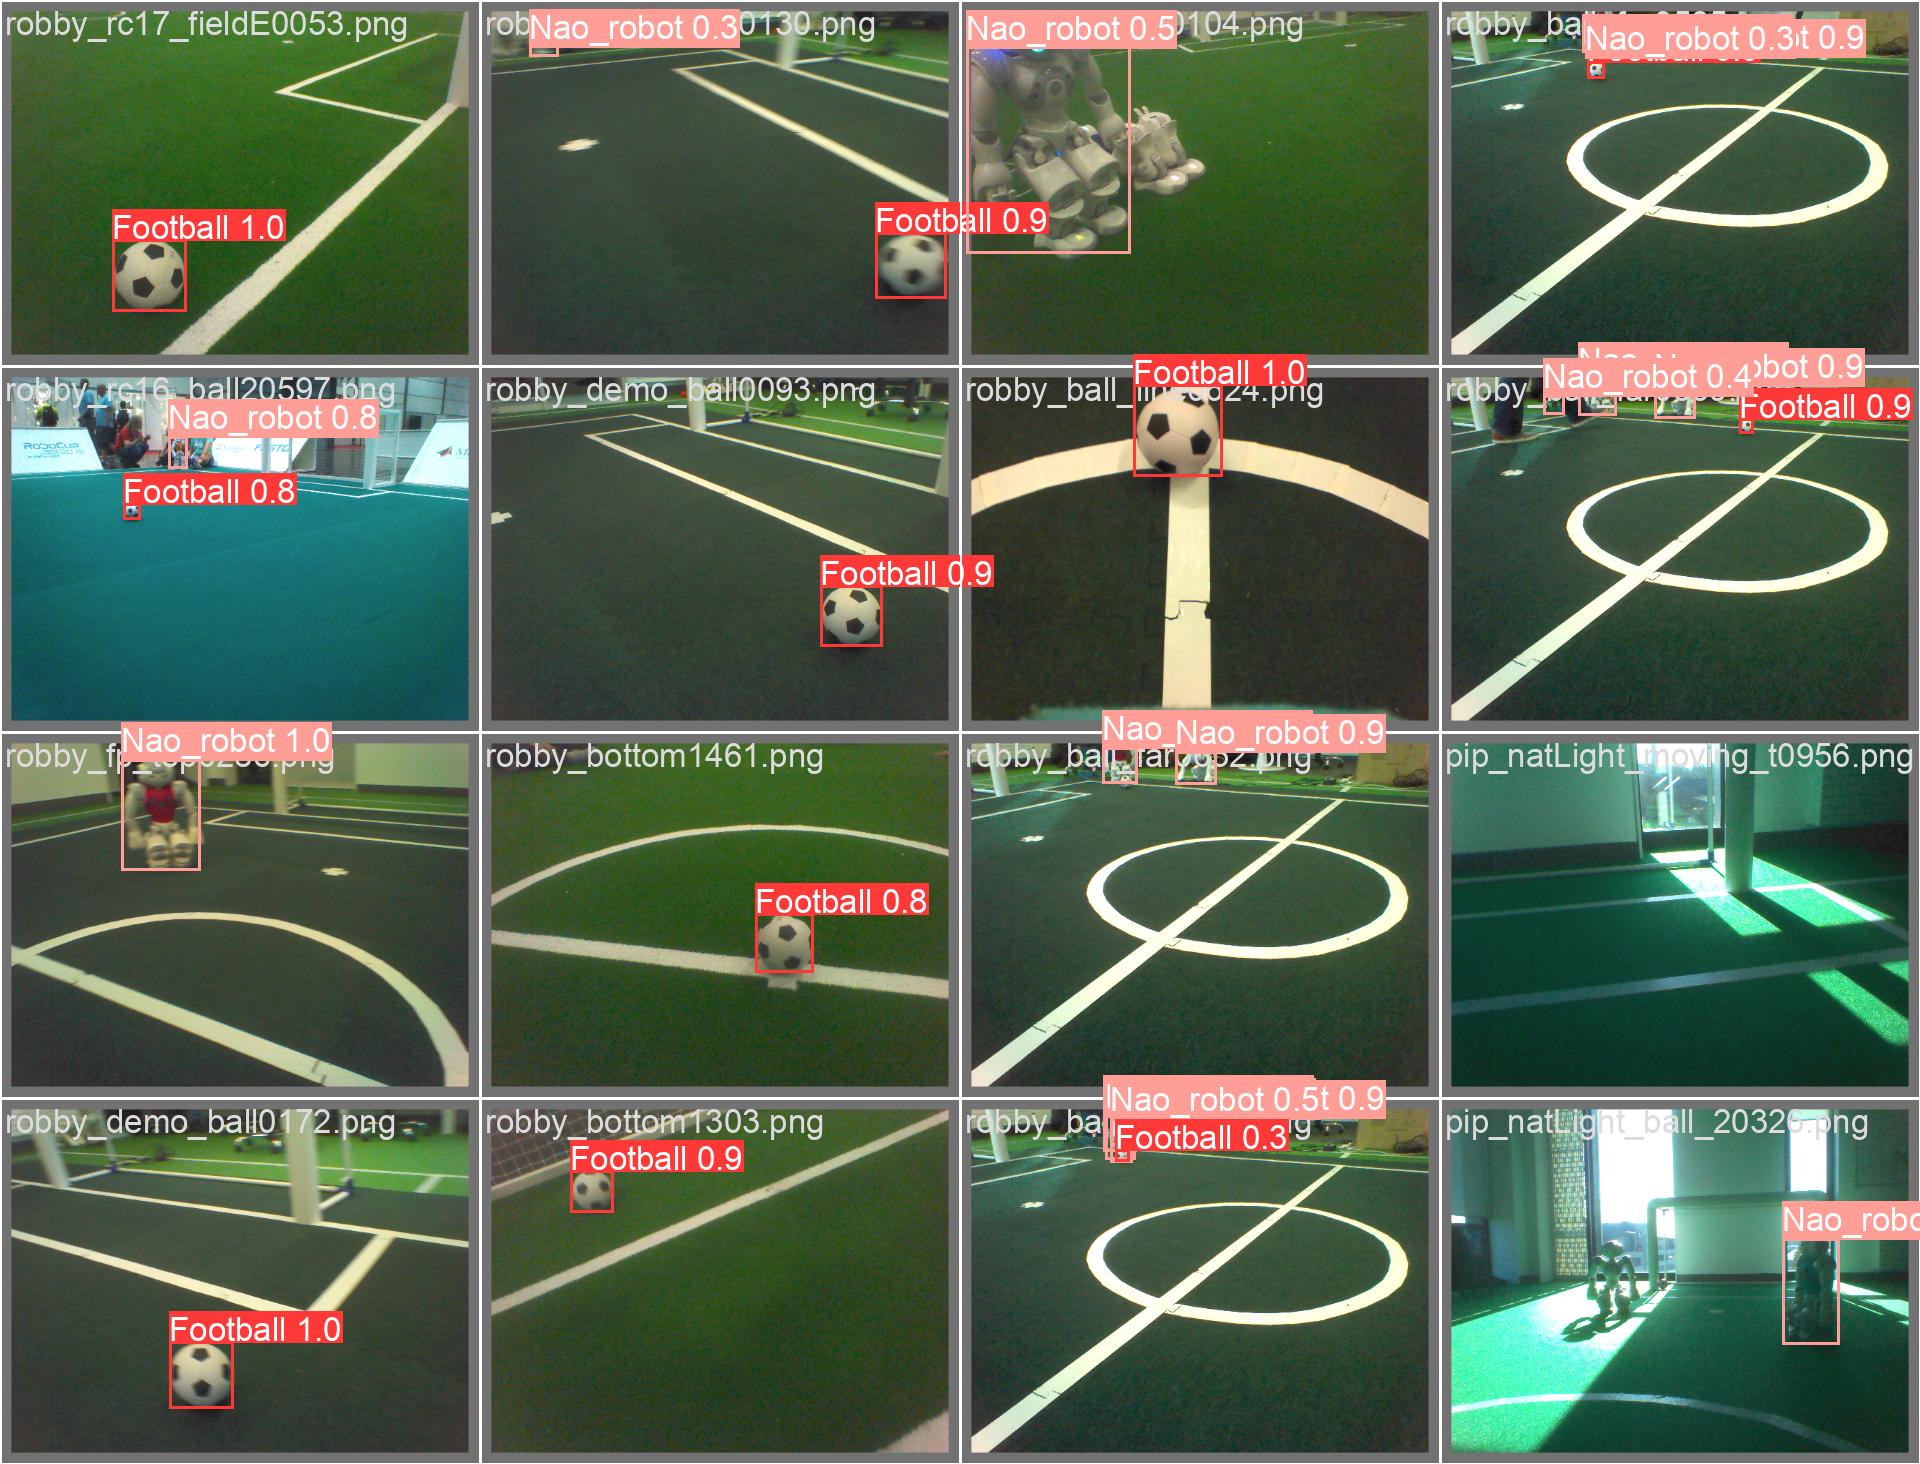 robby_rc17_fieldE0053.png
Football 1.0
Nao_robot 0.3
0130.png
Football 0.9
Nao_robot 0.5
0104.png
Nao_robot 0.3
t 0.9
robby_rc16_ball20597.png
Nao_robot 0.8
Football 0.8
robby_demo_ball0093.png
Football 0.9
Football 1.0
Nao_robot 0.4
obot 0.9
Football 0.9
Nao_robot 1.0
robby_bottom1461.png
Football 0.8
Nao_
Nao_robot 0.9
pip_natLight_moving_t0956.png
robby_demo_ball0172.png
Football 1.0
robby_bottom1303.png
Football 0.9
Nao_robot 0.5
t 0.9
Football 0.3
pip_natLight_ball_20326.png
Nao_robo